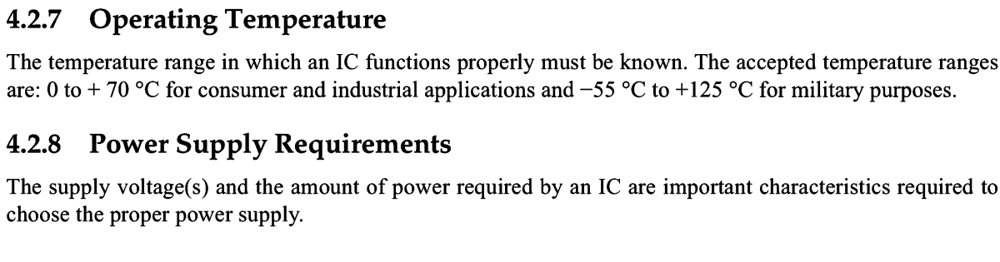 4.2.7 Operating Temperature
The temperature range in which an IC functions properly must be known. The accepted temperature ranges
are: 0 to + 70 °C for consumer and industrial applications and −55 °C to +125 °C for military purposes.
4.2.8 Power Supply Requirements
The supply voltage(s) and the amount of power required by an IC are important characteristics required to
choose the proper power supply.